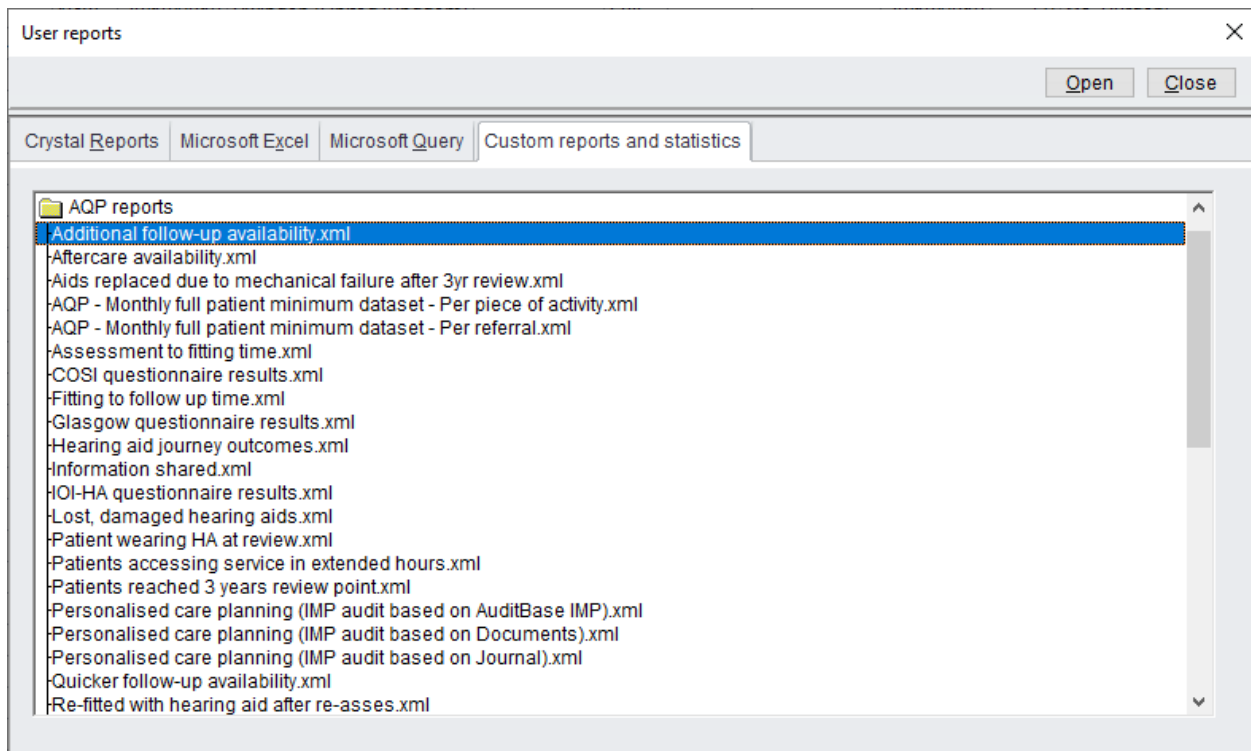 User reports
Open Close
Crystal Reports Microsoft Excel Microsoft Query Custom reports and statistics
AQP reports
Additional follow-up availability.xml
Aftercare availability.xml
Aids replaced due to mechanical failure after 3yr review.xml
AQP - Monthly full patient minimum dataset - Per piece of activity.xml
AQP - Monthly full patient minimum dataset - Per referral.xml
Assessment to fitting time.xml
COSI questionnaire results.xml
Fitting to follow up time.xml
Glasgow questionnaire results.xml
Hearing aid journey outcomes.xml
Information shared.xml
IOI-HA questionnaire results.xml
Lost, damaged hearing aids.xml
Patient wearing HA at review.xml
Patients accessing service in extended hours.xml
Patients reached 3 years review point.xml
Personalised care planning (IMP audit based on AuditBase IMP).xml
Personalised care planning (IMP audit based on Documents).xml
Personalised care planning (IMP audit based on Journal).xml
Quicker follow-up availability.xml
Re-fitted with hearing aid after re-asses.xml